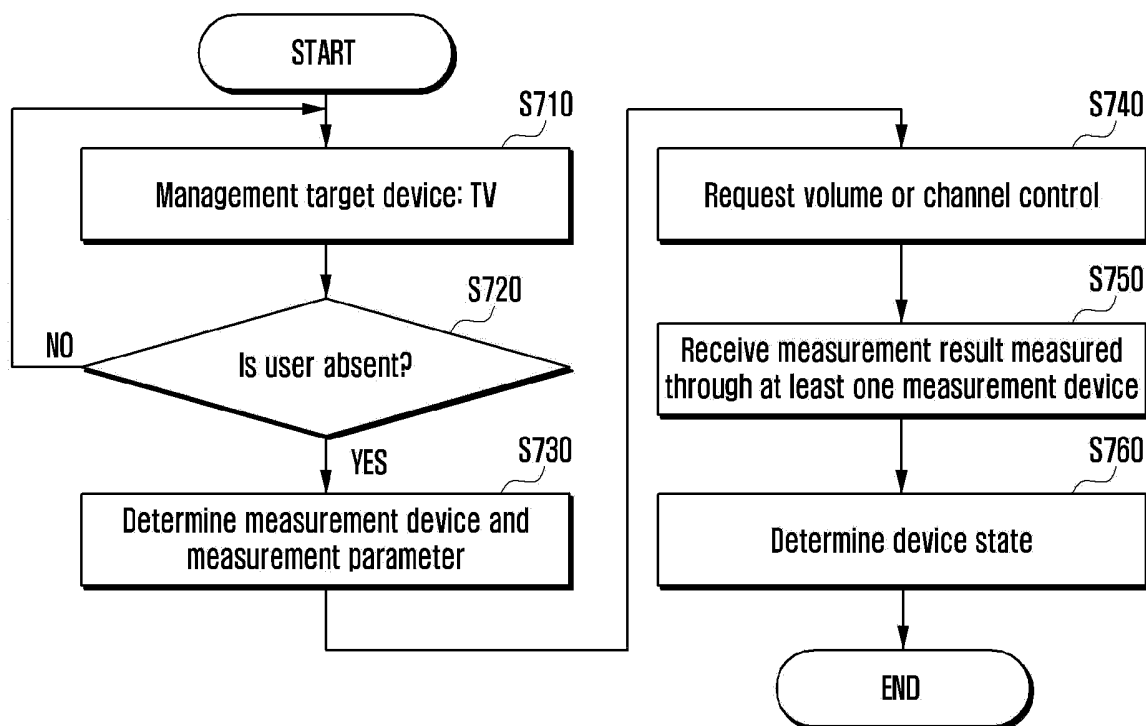 START
S710
Management target device: TV
S720
Is user absent?
NO
YES
S730
Determine measurement device and
measurement parameter
S740
Request volume or channel control
S750
Receive measurement result measured
through at least one measurement device
S760
Determine device state
END